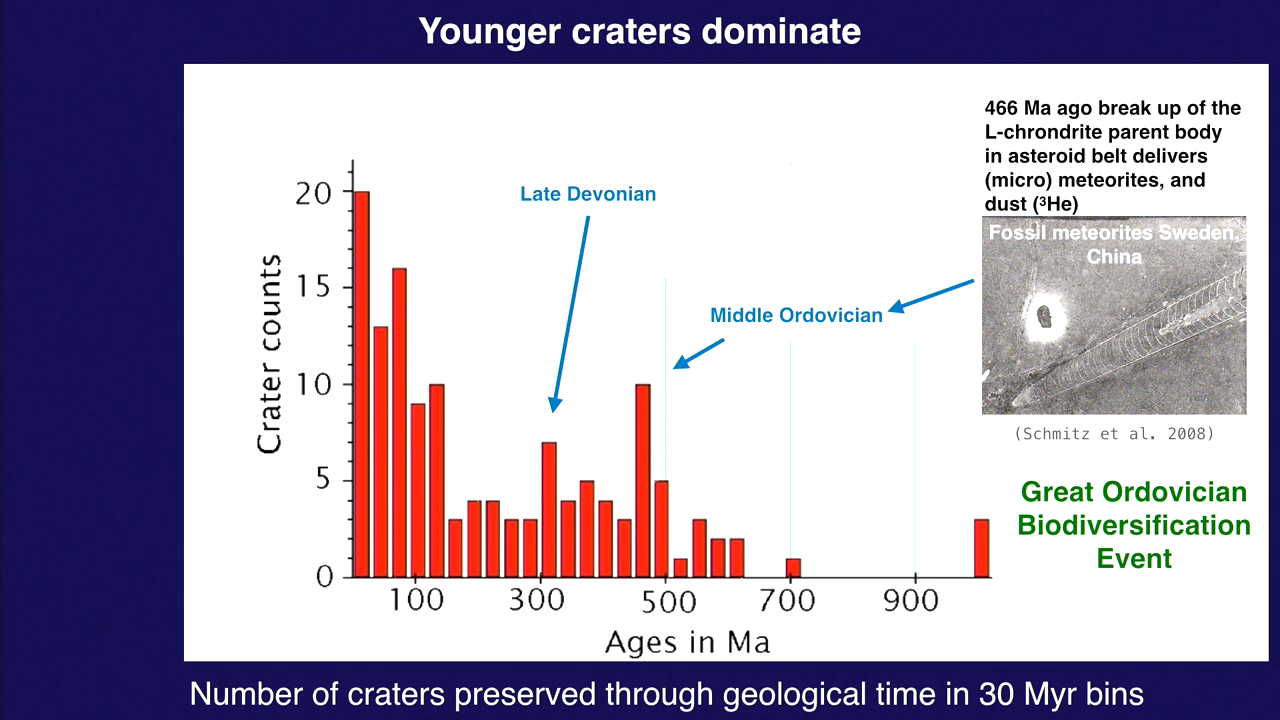 Younger craters dominate
466 Ma ago break up of the
L-chrondrite parent body
in asteroid belt delivers
(micro) meteorites, and
dust (³He)
Fossil meteorites Sweden,
China
(Schmitz et al. 2008)
Great Ordovician
Biodiversification
Event
Late Devonian
Middle Ordovician
Crater counts
20
15
10
5
0
100 300 500 700 900
Ages in Ma
Number of craters preserved through geological time in 30 Myr bins